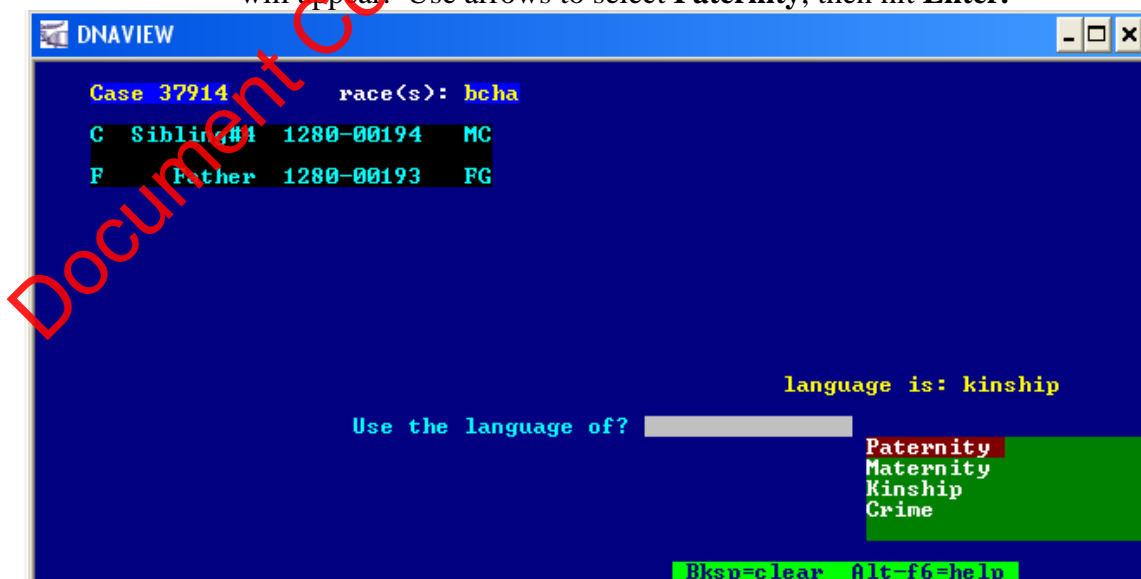 will appear. Use arrows to select Paternity, then hit Enter.
DNAVIEW
Case 37914 race(s): bcha
C Sibling#4 1280-00194 MC
F Father 1280-00193 FG
Document
language is: kinship
Use the language of?
Paternity
Maternity
Kinship
Crime
Bksp=clear Alt-f6=help